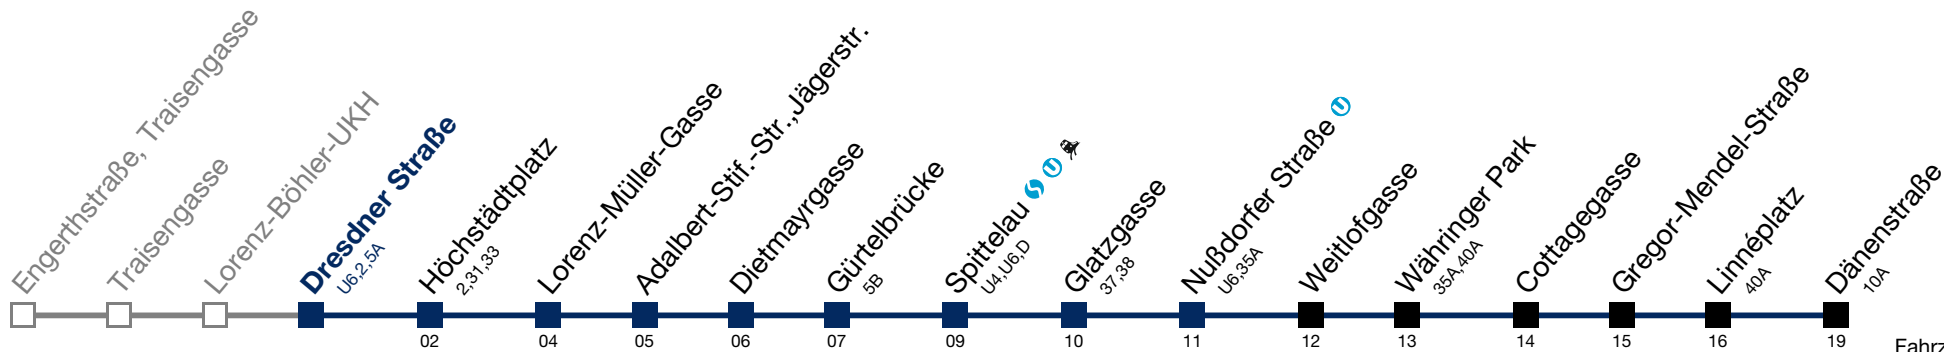 Engerthstraße, Traisengasse
Traisengasse
Lorenz-Böhler-UKH
Dresdner Straße
U6,2,5A
Höchstädtplatz
2,31,33
02
Lorenz-Müller-Gasse
04
Adalbert-Stif.-Str.,Jägerstr.
05
Dietmayrgasse
06
Gürtelbrücke
5B
07
Spittelau
U4,U6,D
09
Glatzgasse
37,38
10
Nußdorfer Straße
U6,35A
11
Weitlofgasse
12
Währinger Park
35A,40A
13
Cottagegasse
14
Gregor-Mendel-Straße
15
Linnéplatz
40A
16
Dänenstraße
10A
19
Fahrz